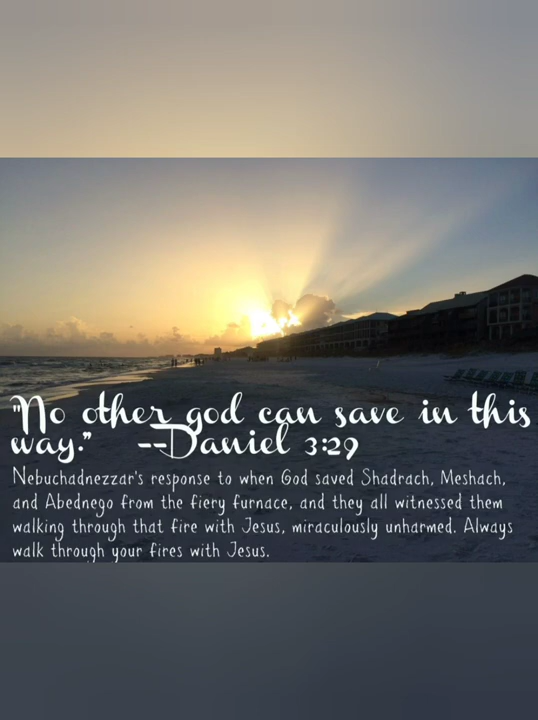 "No other god can save in this
way."   --Daniel 3:29
Nebuchadnezzar's response to when God saved Shadrach, Meshach,
and Abednego from the fiery furnace, and they all witnessed them
walking through that fire with Jesus, miraculously unharmed. Always
walk through your fires with Jesus.